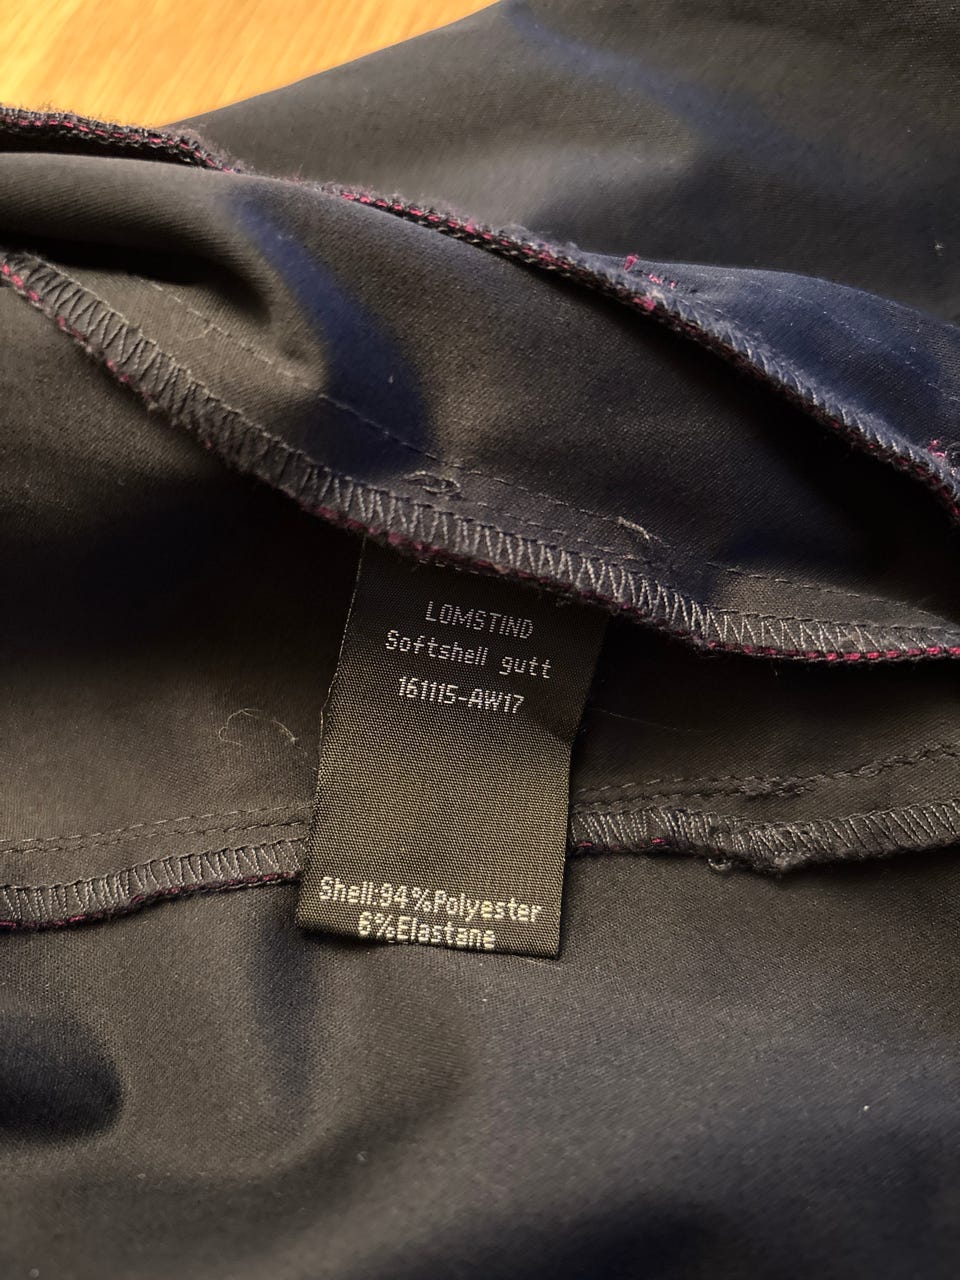 LOMSTIND
Softshell gutt
161115-AW17
Shell:94%Polyester
6%Elastane